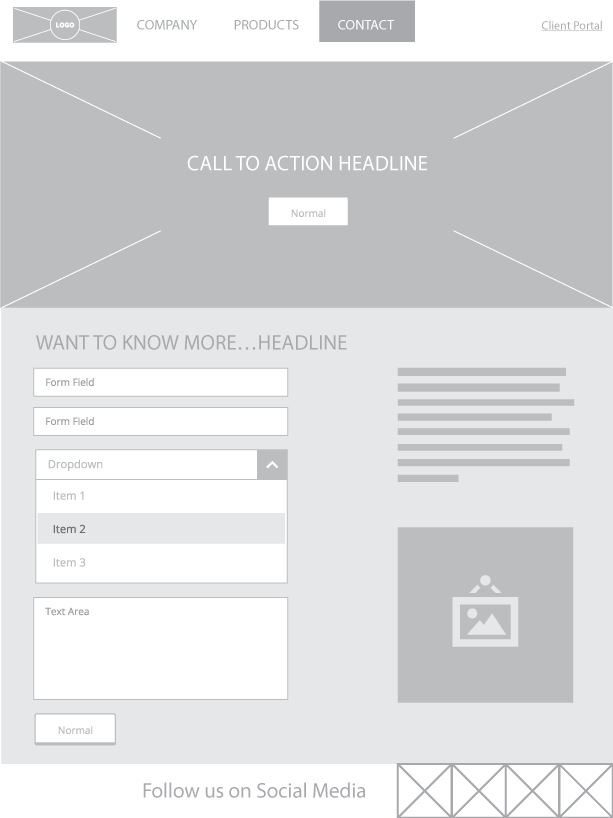 LOGO
COMPANY
PRODUCTS
CONTACT
Client Portal
CALL TO ACTION HEADLINE
Normal
WANT TO KNOW MORE…HEADLINE
Form Field
Form Field
Dropdown
Item 1
Item 2
Item 3
Text Area
Normal
Follow us on Social Media